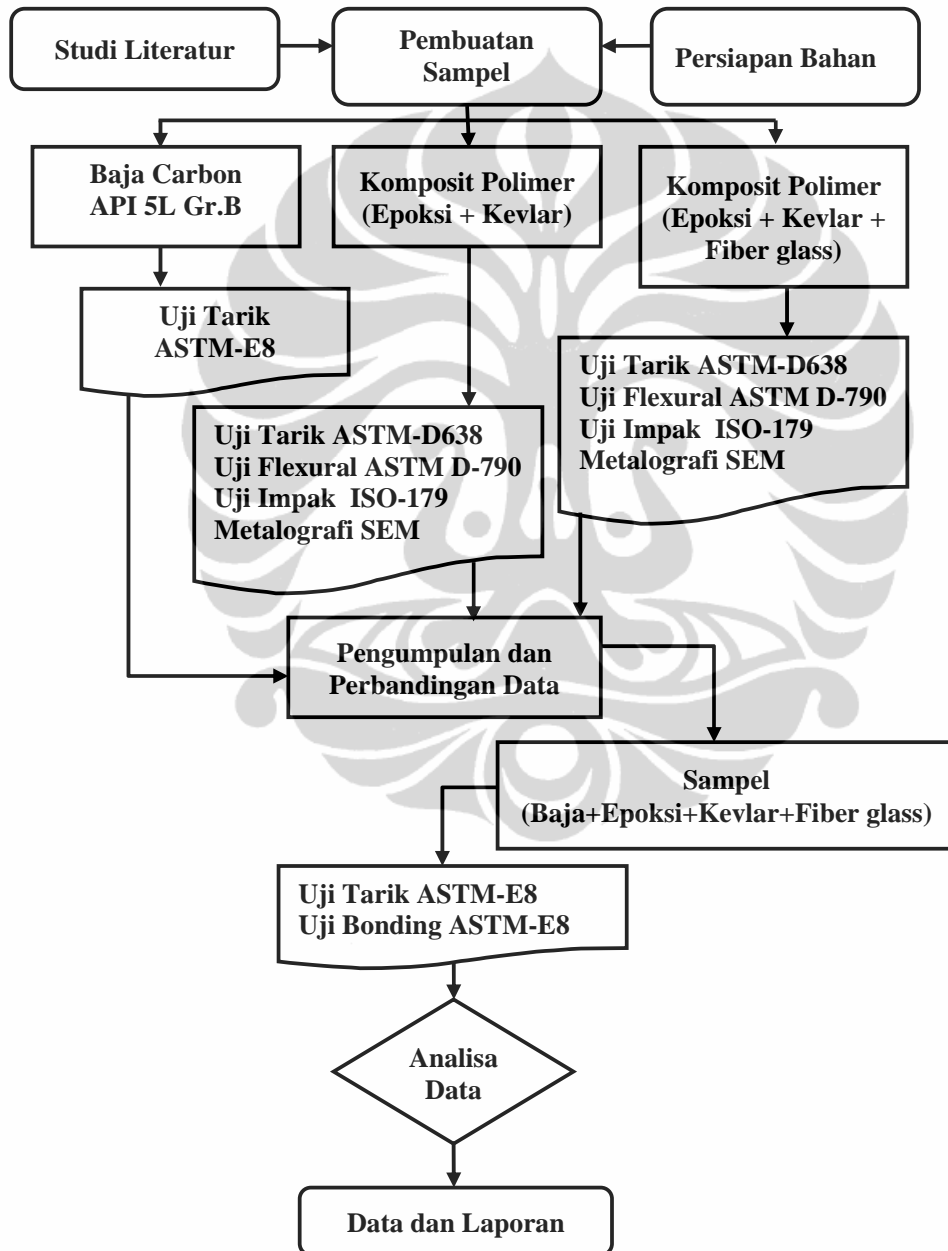 Studi Literatur
Pembuatan
Sampel
Persiapan Bahan
Baja Carbon
API 5L Gr.B
Komposit Polimer
(Epoksi + Kevlar)
Komposit Polimer
(Epoksi + Kevlar +
Fiber glass)
Uji Tarik
ASTM-E8
Uji Tarik ASTM-D638
Uji Flexural ASTM D-790
Uji Impak ISO-179
Metalografi SEM
Uji Tarik ASTM-D638
Uji Flexural ASTM D-790
Uji Impak ISO-179
Metalografi SEM
Pengumpulan dan
Perbandingan Data
Sampel
(Baja+Epoksi+Kevlar+Fiber glass)
Uji Tarik ASTM-E8
Uji Bonding ASTM-E8
Analisa
Data
Data dan Laporan